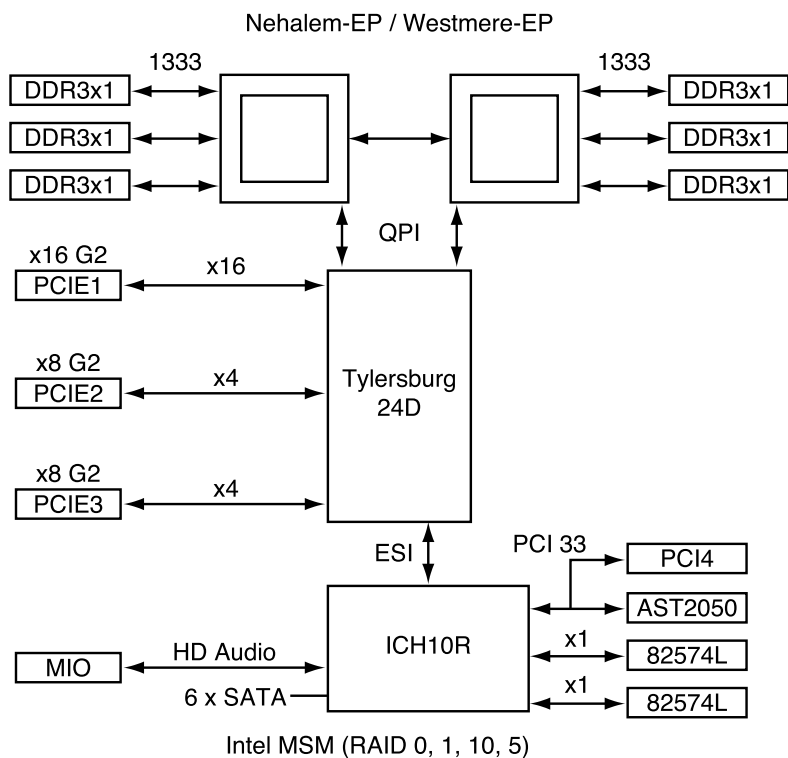 Nehalem-EP / Westmere-EP
1333
1333
DDR3x1
DDR3x1
DDR3x1
DDR3x1
DDR3x1
DDR3x1
QPI
x16 G2
x16
PCIE1
x8 G2
x4
PCIE2
Tylersburg
24D
x8 G2
x4
PCIE3
ESI
PCI 33
PCI4
AST2050
ICH10R
HD Audio
MIO
x1
82574L
x1
82574L
6 x SATA
Intel MSM (RAID 0, 1, 10, 5)